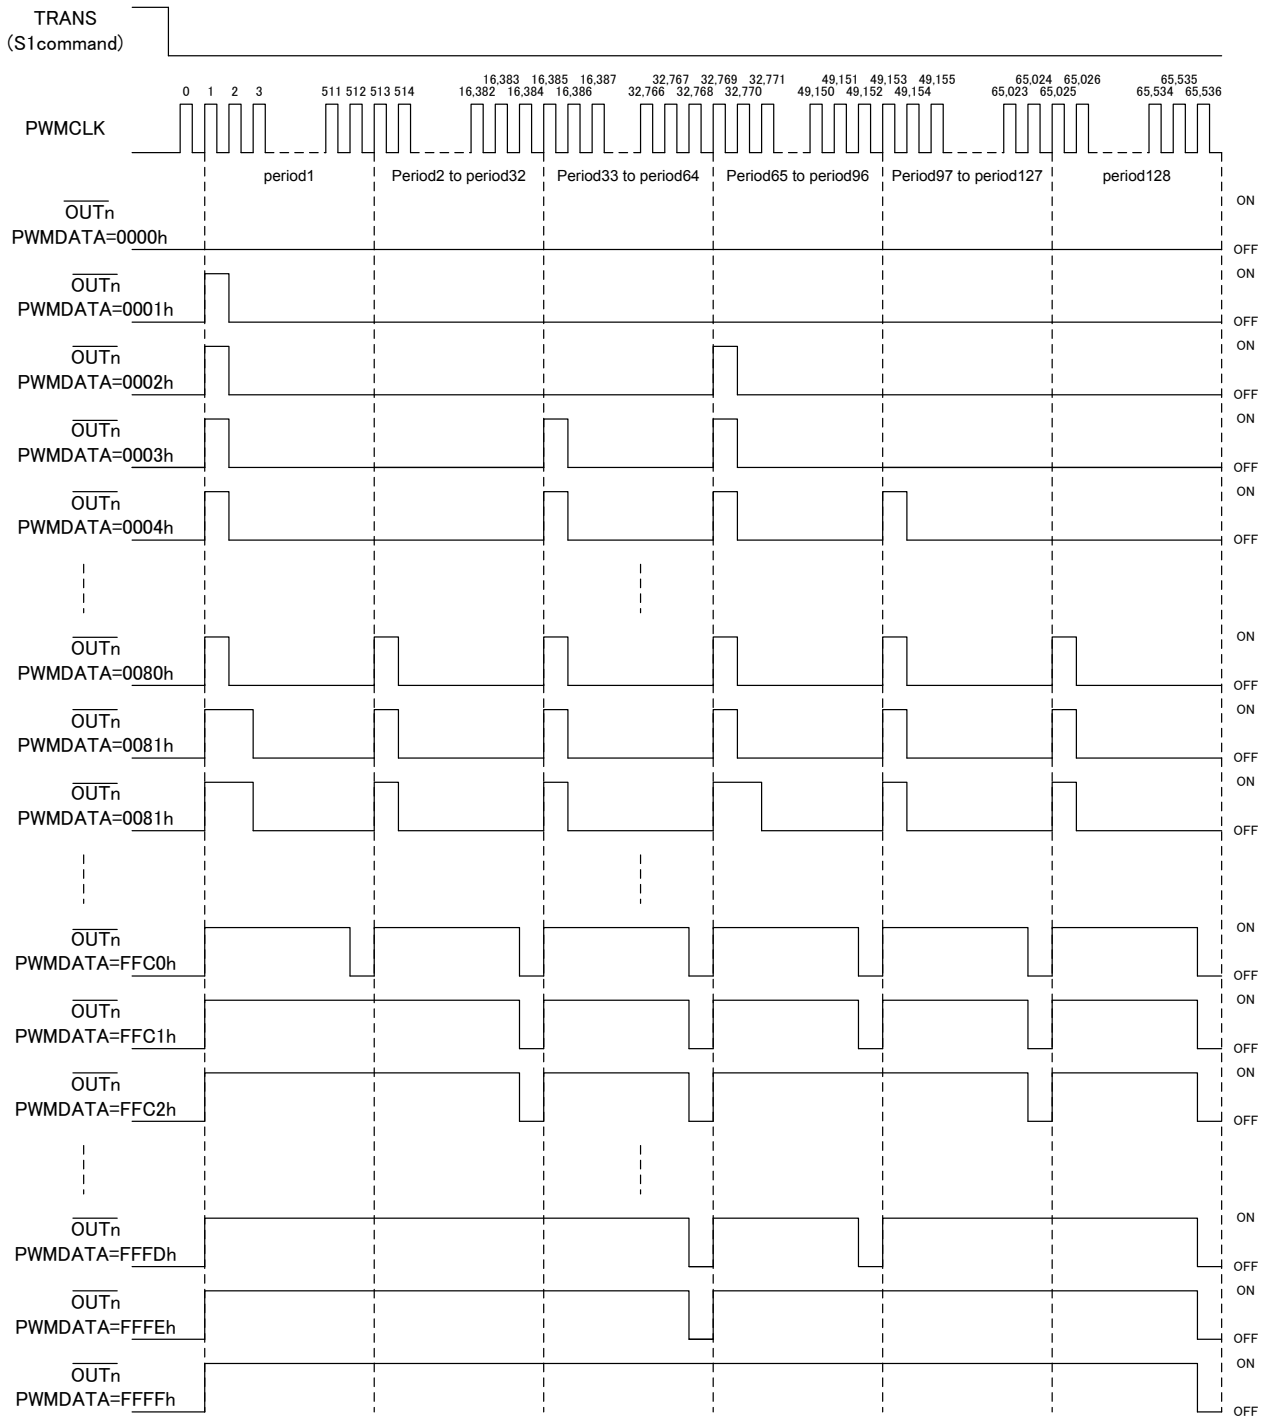 TRANS
(S1command)
16,383 16,385 16,387 32,767 32,769 32,771 49,151 49,153 49,155 65,024 65,026 65,535
0 1 2 3 511 512 513 514 16,382 16,384 16,386 32,766 32,768 32,770 49,150 49,152 49,154 65,023 65,025 65,534 65,536
PWMCLK
period1 Period2 to period32 Period33 to period64 Period65 to period96 Period97 to period127 period128
OUTn ON
PWMDATA=0000h OFF
OUTn ON
PWMDATA=0001h OFF
OUTn ON
PWMDATA=0002h OFF
OUTn ON
PWMDATA=0003h OFF
OUTn ON
PWMDATA=0004h OFF
OUTn ON
PWMDATA=0080h OFF
OUTn ON
PWMDATA=0081h OFF
OUTn ON
PWMDATA=0081h OFF
OUTn ON
PWMDATA=FFC0h OFF
OUTn ON
PWMDATA=FFC1h OFF
OUTn ON
PWMDATA=FFC2h OFF
OUTn ON
PWMDATA=FFFDh OFF
OUTn ON
PWMDATA=FFFEh OFF
OUTn ON
PWMDATA=FFFFh OFF